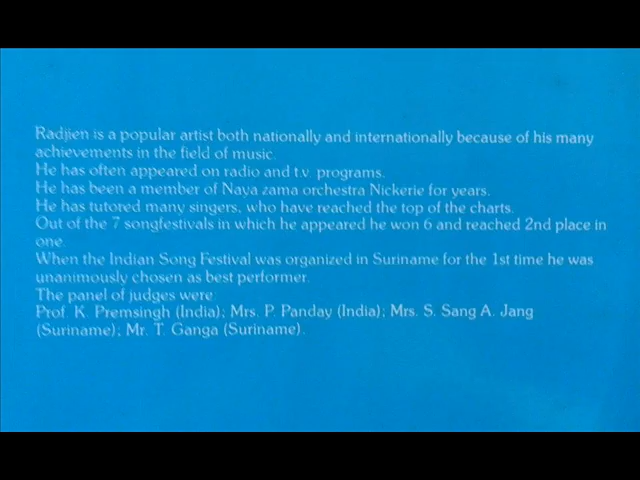 Radjien is a popular artist both nationally and internationally because of his many
achievements in the field of music.
He has often appeared on radio and t.v. programs.
He has been a member of Naya zama orchestra Nickerie for years.
He has tutored many singers, who have reached the top of the charts.
Out of the 7 songfestivals in which he appeared he won 6 and reached 2nd place in
one.
When the Indian Song Festival was organized in Suriname for the 1st time he was
unanimously chosen as best performer.
The panel of judges were:
Prof. K. Premsingh (India); Mrs. P. Panday (India); Mrs. S. Sang A. Jang
(Suriname); Mr. T. Ganga (Suriname).